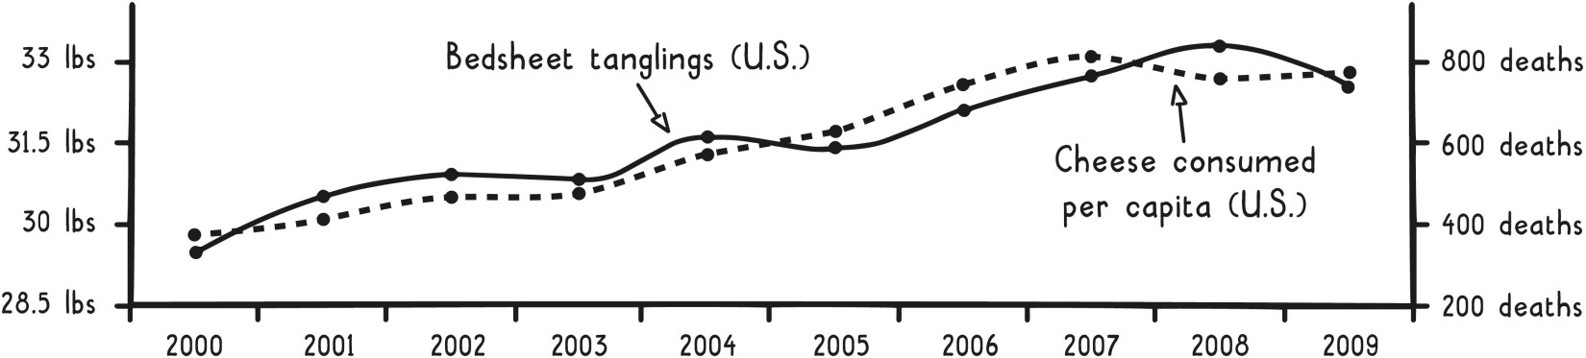 Bedsheet tanglings (U.S.)
33 lbs
800 deaths
31.5 lbs
600 deaths
Cheese consumed
per capita (U.S.)
30 lbs
400 deaths
28.5 lbs
200 deaths
2000 2001 2002 2003 2004 2005 2006 2007 2008 2009